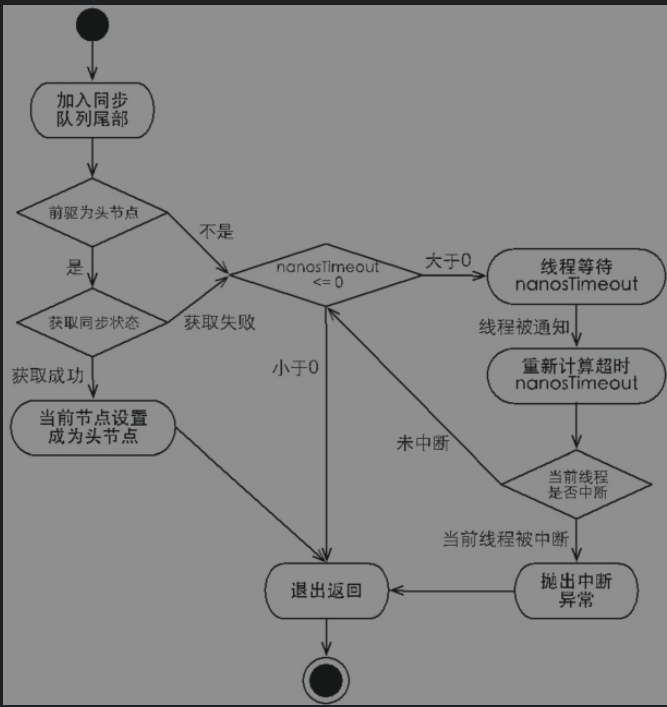 加入同步
队列尾部
前驱为头节点
不是
是
nanosTimeout
<= 0
大于0
线程等待
nanosTimeout
获取同步状态
获取失败
线程被通知
获取成功
小于0
重新计算超时
nanosTimeout
当前节点设置
成为头节点
未中断
当前线程
是否中断
当前线程被中断
退出返回
抛出中断
异常